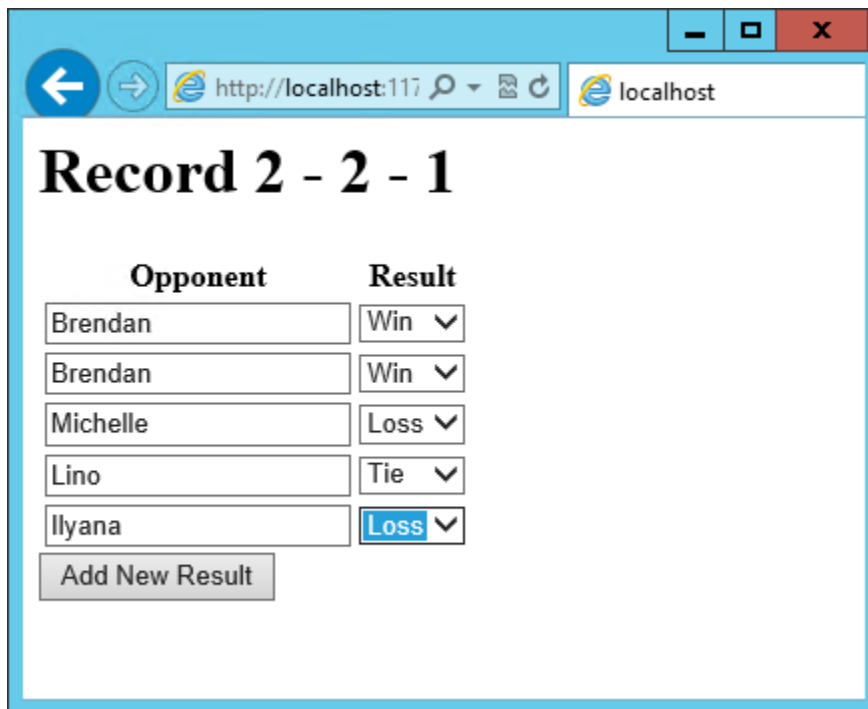 X
http://localhost:117
localhost
Record 2 - 2 - 1
Opponent Result
Brendan Win
Brendan Win
Michelle Loss
Lino Tie
Ilyana Loss
Add New Result